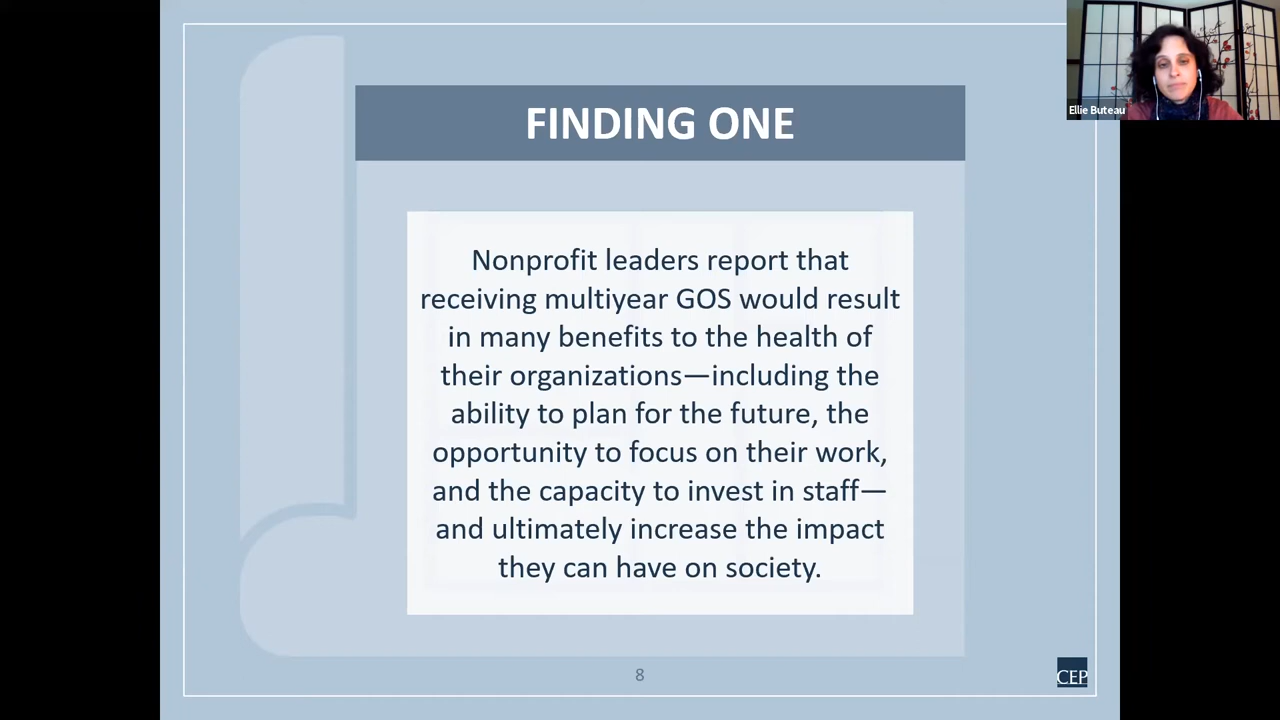 FINDING ONE
Ellie Buteau
Nonprofit leaders report that
receiving multiyear GOS would result
in many benefits to the health of
their organizations—including the
ability to plan for the future, the
opportunity to focus on their work,
and the capacity to invest in staff—
and ultimately increase the impact
they can have on society.
8
CEP